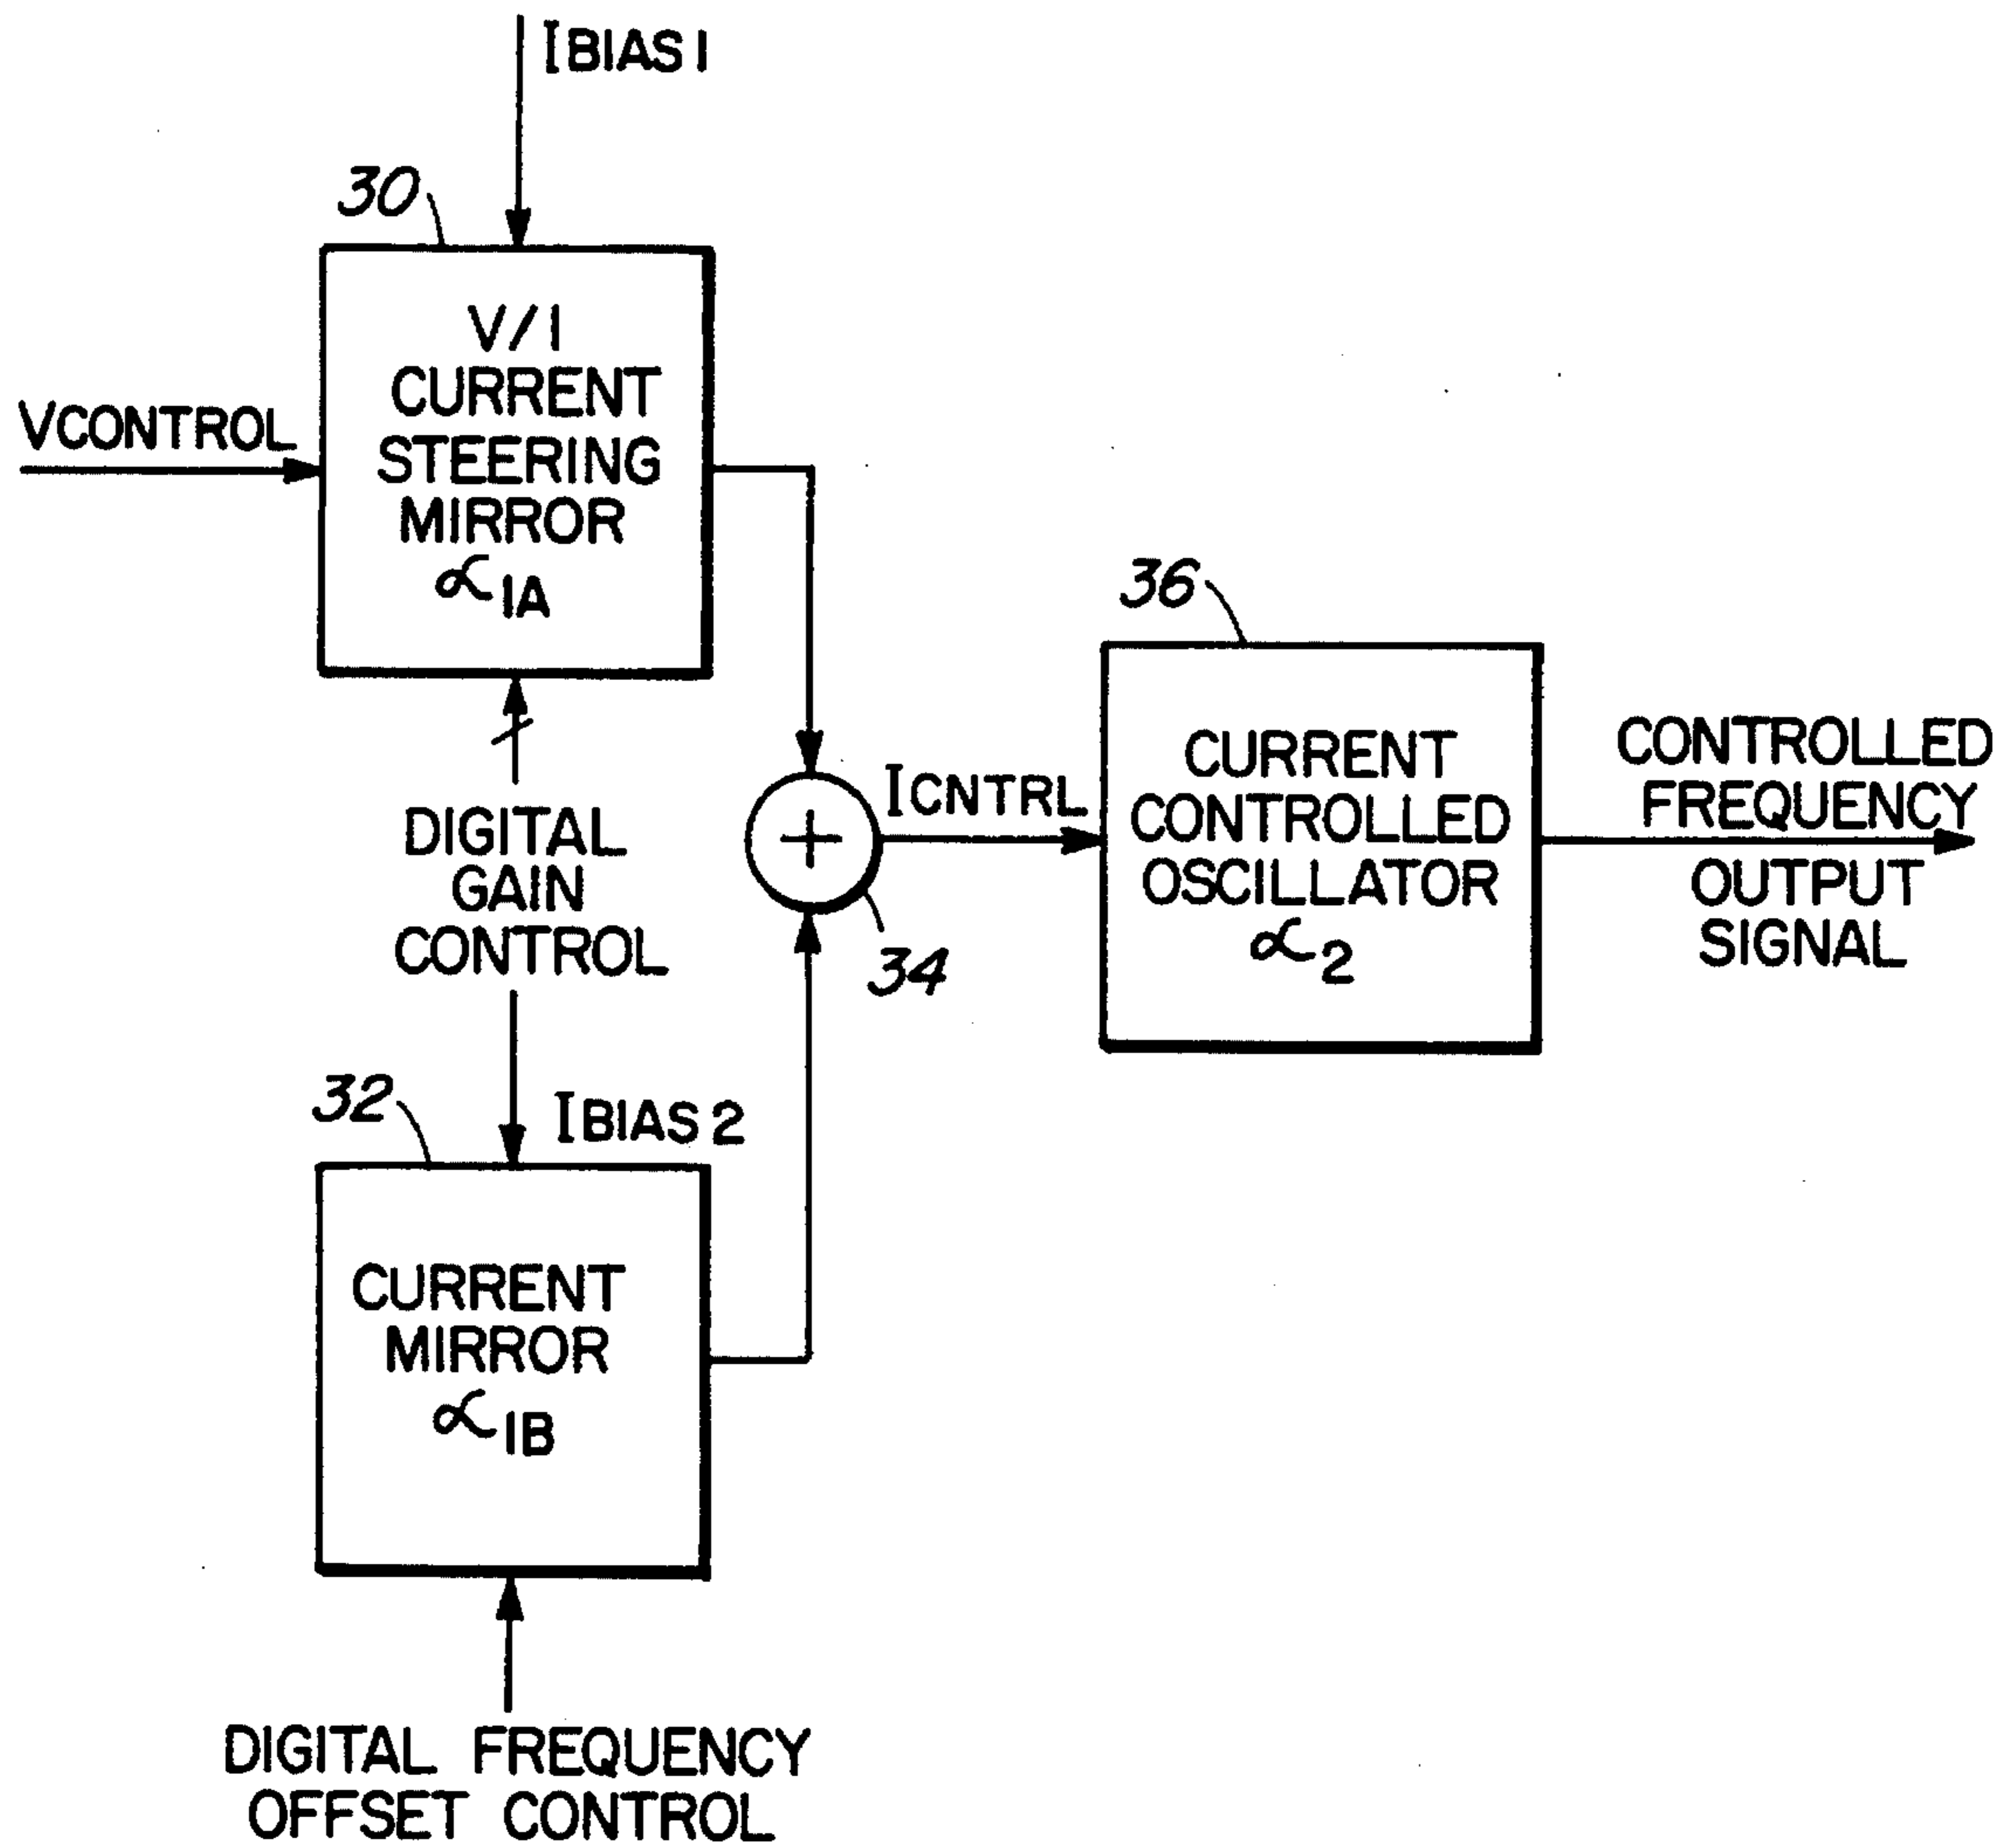 IBIAS1
30
V/I
CURRENT
STEERING
MIRROR
α1A
VCONTROL
DIGITAL
GAIN
CONTROL
ICNTRL
34
36
CURRENT
CONTROLLED
OSCILLATOR
α2
CONTROLLED
FREQUENCY
OUTPUT
SIGNAL
32
IBIAS2
CURRENT
MIRROR
α1B
DIGITAL FREQUENCY
OFFSET CONTROL